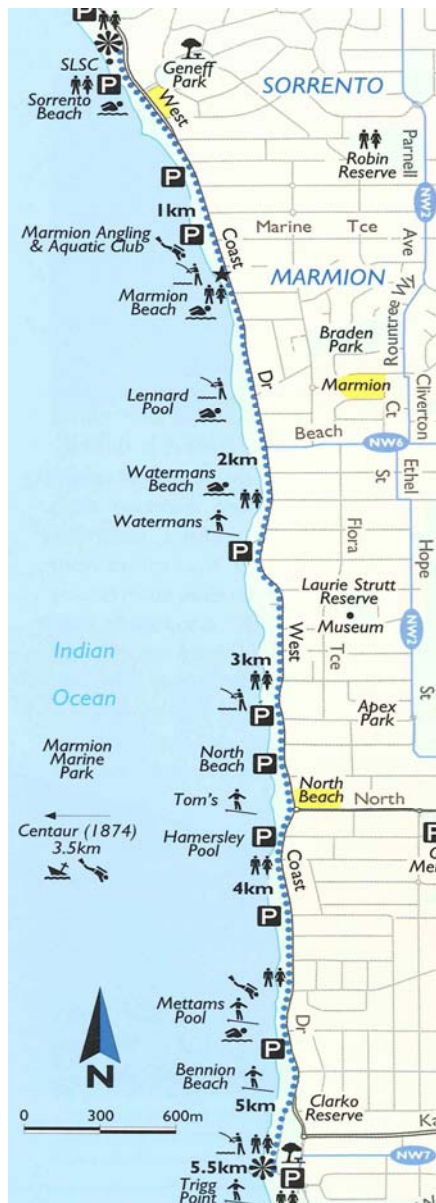 P
SLSC
P
Sorrento
Beach
Geneff
Park
SORRENTO
West
Robin
Reserve
Parnell
NW2
P
1km
Marine Tce
Ave
Marmion Angling
& Aquatic Club
P
Coast
Marmion
Beach
MARMION
Rountree
Braden
Park
Marmion
Dr
Lennard
Pool
Ct
Cliverton
Beach
NW6
2km
Watermans
Beach
St
Ethel
Watermans
P
Flora
Hope
Laurie Strutt
Reserve
Museum
NW2
West
Tce
Indian
Ocean
3km
P
St
Apex
Park
Marmion
Marine
Park
North
Beach
P
North
Beach
North
Tom's
Centaur (1874)
3.5km
Hamersley
Pool
P
P
Coast
4km
P
Mettams
Pool
Dr
P
Bennion
Beach
N
5km
Clarko
Reserve
0 300 600m
5.5km
NW7
P
Trigg
Point